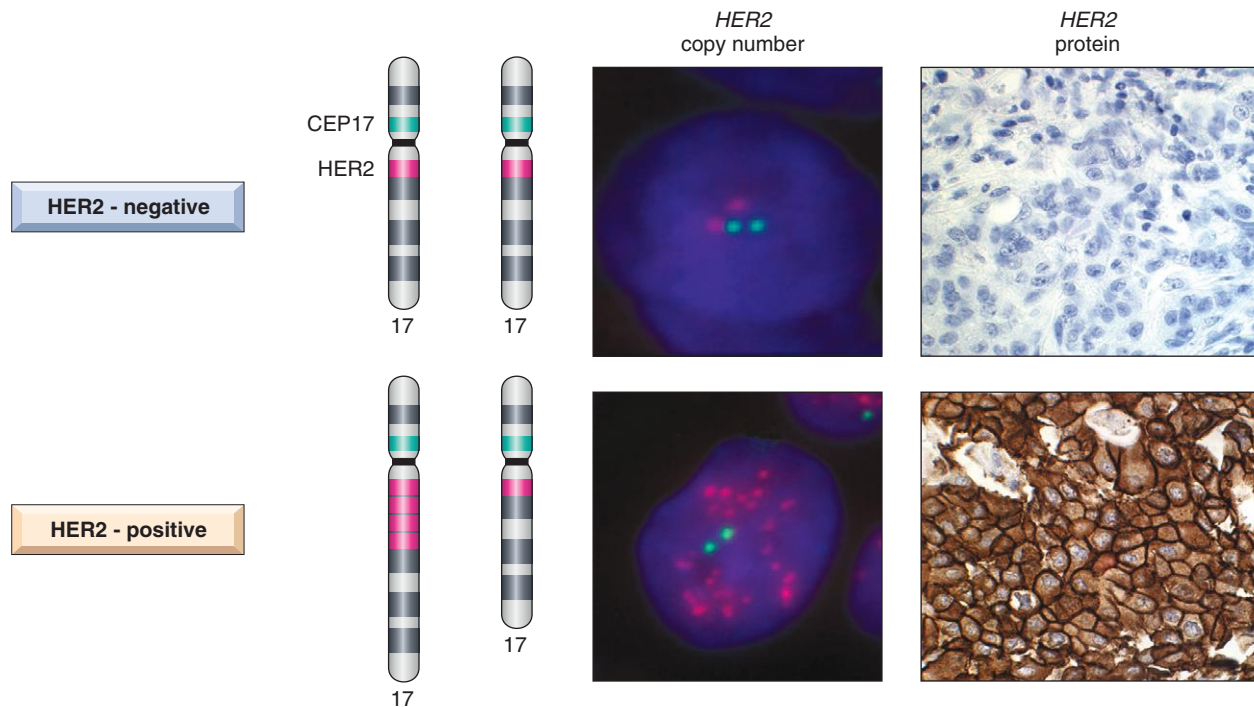 HER2
copy number
HER2
protein
CEP17
HER2
HER2 - negative
17
17
HER2 - positive
17
17